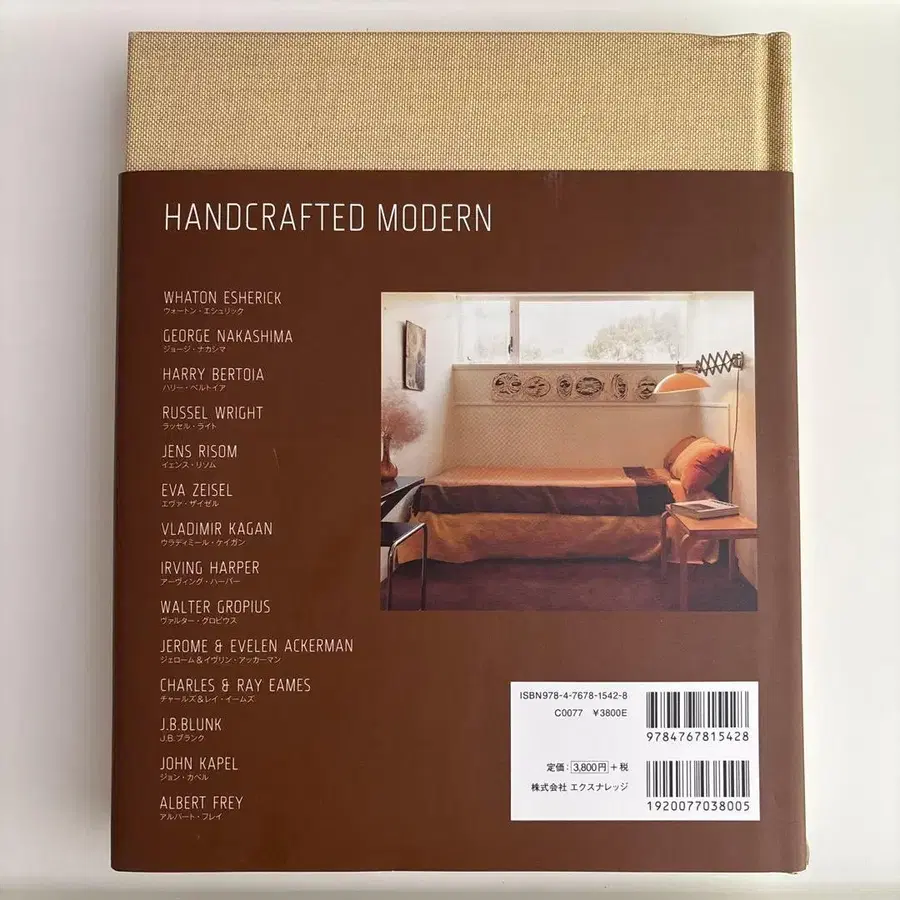 HANDCRAFTED MODERN
WHATON ESHERICK
ウォートン・エシュリック
GEORGE NAKASHIMA
ジョージ・ナカシマ
HARRY BERTOIA
ハリー・ベルトイア
RUSSEL WRIGHT
ラッセル・ライト
JENS RISOM
イェンス・リソム
EVA ZEISEL
エヴァ・ザイゼル
VLADIMIR KAGAN
ウラディミール・ケイガン
IRVING HARPER
アーヴィング・ハーパー
WALTER GROPIUS
ヴァルター・グロピウス
JEROME & EVELEN ACKERMAN
ジェローム&イヴリン・アッカーマン
CHARLES & RAY EAMES
チャールズ&レイ・イームズ
J.B.BLUNK
J.B.ブランク
JOHN KAPEL
ジョン・カペル
ALBERT FREY
アルバート・フレイ
ISBN978-4-7678-1542-8
C0077 ¥3800E
9784767815428
定価:3,800円+税
株式会社 エクスナレッジ
1920077038005